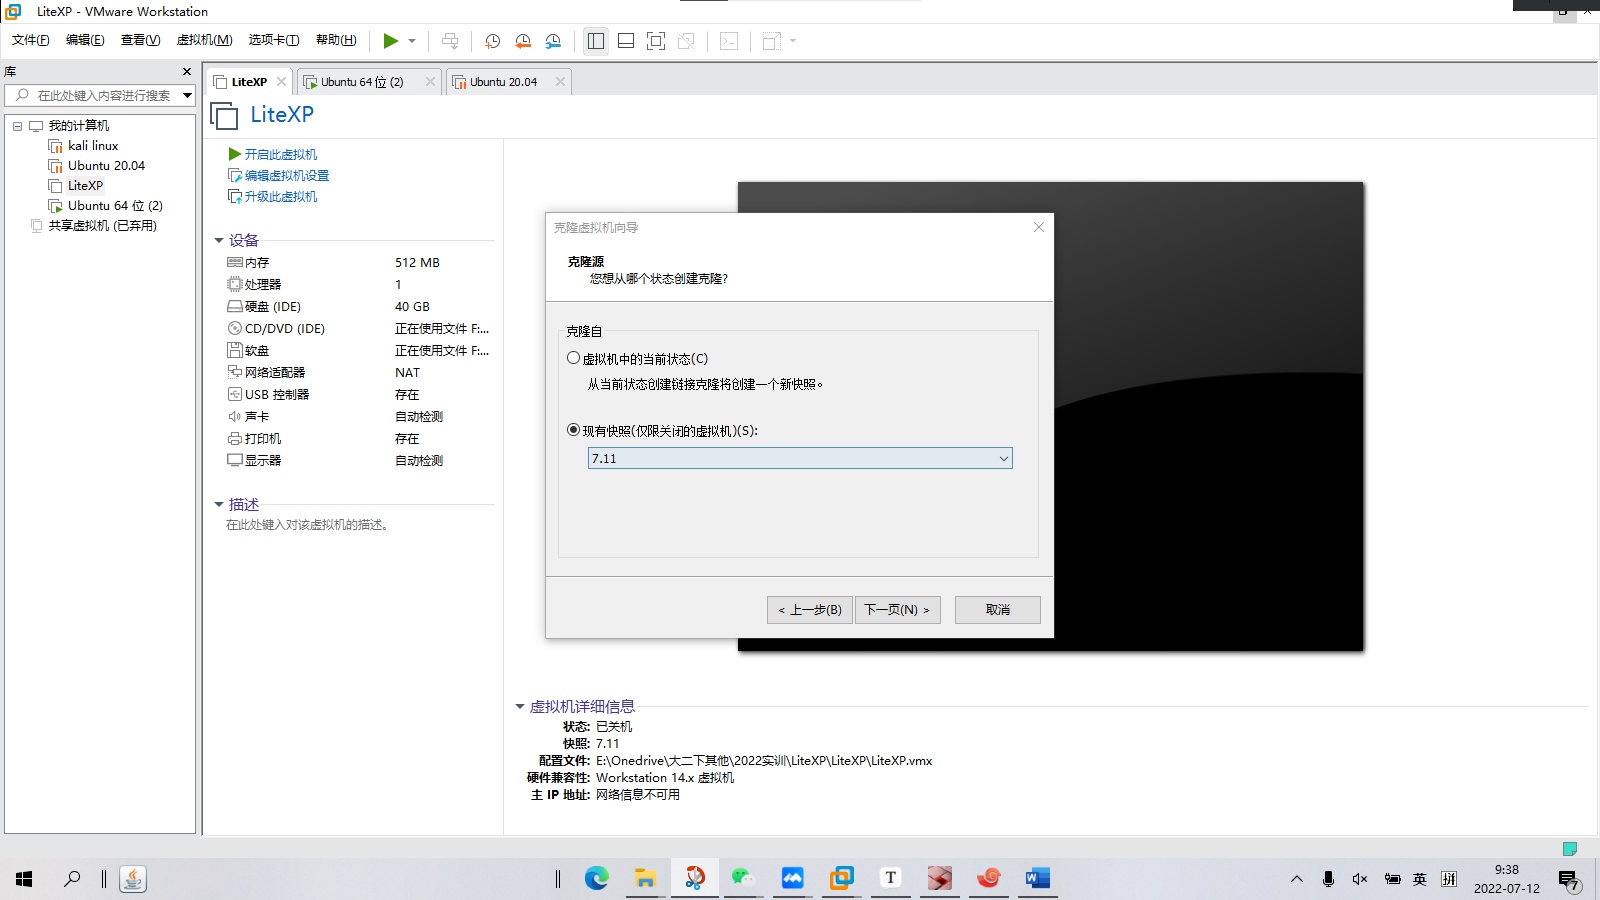 LiteXP - VMware Workstation
文件(F) 编辑(E) 查看(V) 虚拟机(M) 选项卡(T) 帮助(H)
库
在此处键入内容进行搜索
我的计算机
kali linux
Ubuntu 20.04
LiteXP
Ubuntu 64 位 (2)
共享虚拟机 (已弃用)
LiteXP
Ubuntu 64 位 (2)
Ubuntu 20.04
LiteXP
开启此虚拟机
编辑虚拟机设置
升级此虚拟机
设备
内存 512 MB
处理器 1
硬盘 (IDE) 40 GB
CD/DVD (IDE) 正在使用文件 F:...
软盘 正在使用文件 F:...
网络适配器 NAT
USB 控制器 存在
声卡 自动检测
打印机 存在
显示器 自动检测
描述
在此处键入对该虚拟机的描述。
克隆虚拟机向导
克隆源
您想从哪个状态创建克隆?
克隆自
虚拟机中的当前状态(C)
从当前状态创建链接克隆将创建一个新快照。
现有快照(仅限关闭的虚拟机)(S):
7.11
< 上一步(B)
下一页(N) >
取消
虚拟机详细信息
状态: 已关机
快照: 7.11
配置文件: E:\Onedrive\大二下其他\2022实训\LiteXP\LiteXP\LiteXP.vmx
硬件兼容性: Workstation 14.x 虚拟机
主 IP 地址: 网络信息不可用
T
英
拼
9:38
2022-07-12
7